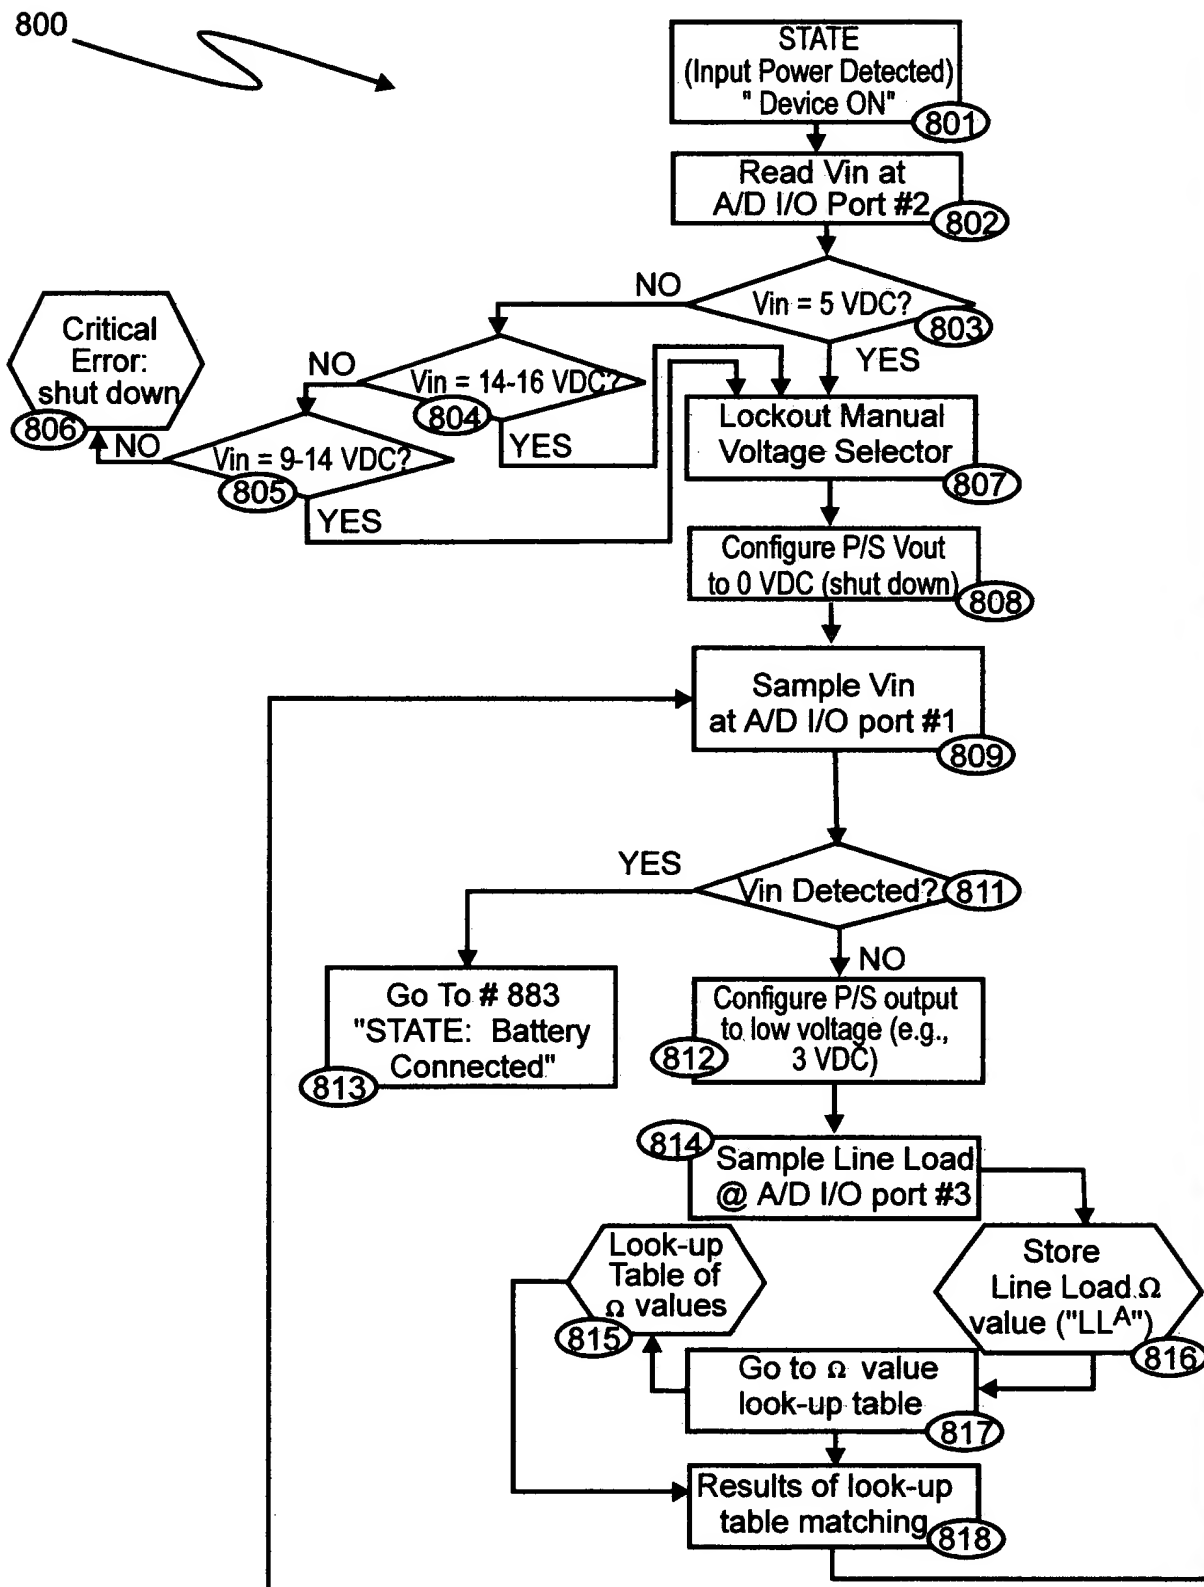 800
STATE
(Input Power Detected)
" Device ON"
801
Read Vin at
A/D I/O Port #2
802
NO
Vin = 5 VDC?
803
YES
Critical
Error:
shut down
806
NO
Vin = 14-16 VDC?
804
YES
NO
Vin = 9-14 VDC?
805
YES
Lockout Manual
Voltage Selector
807
Configure P/S Vout
to 0 VDC (shut down)
808
Sample Vin
at A/D I/O port #1
809
YES
Vin Detected?
811
NO
Go To # 883
"STATE: Battery
Connected"
813
Configure P/S output
to low voltage (e.g.,
3 VDC)
812
814
Sample Line Load
@ A/D I/O port #3
Look-up
Table of
Ω values
815
Store
Line Load Ω
value ("LLᴬ")
816
Go to Ω value
look-up table
817
Results of look-up
table matching
818